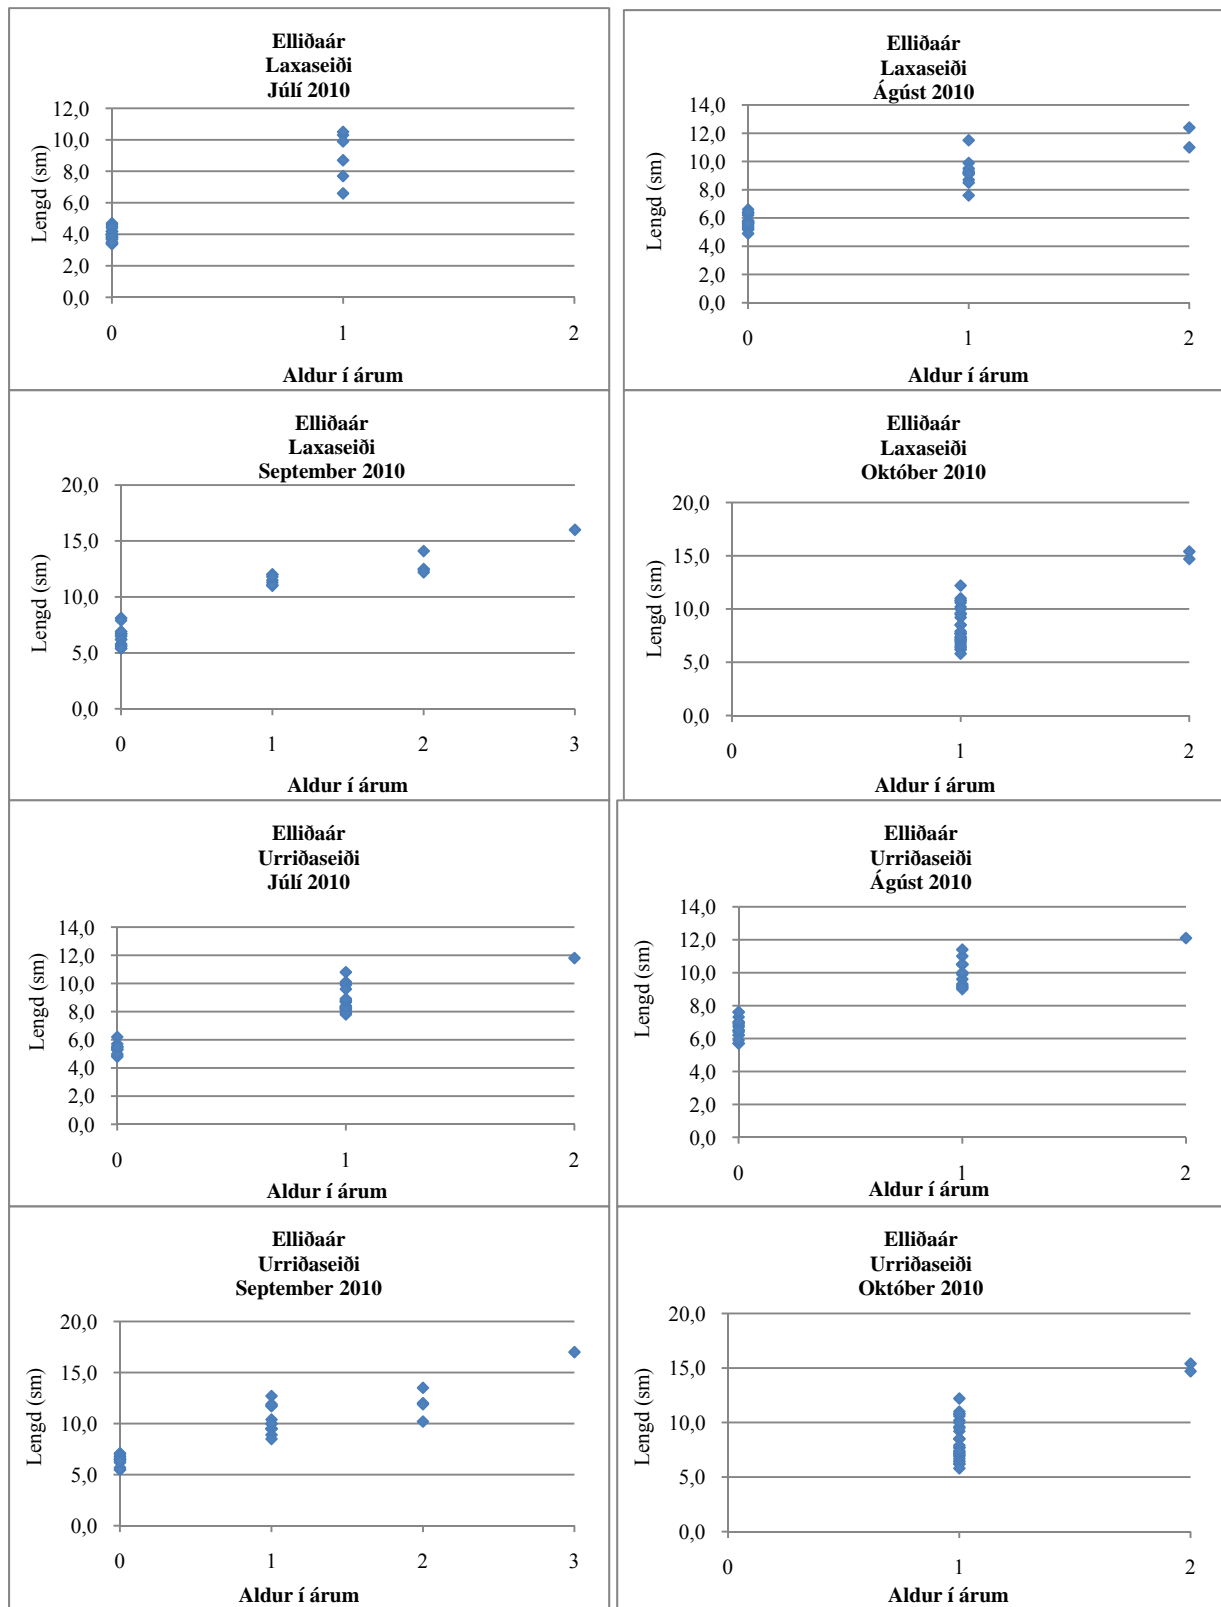 Elliðaár
Laxaseiði
Júlí 2010
12,0
10,0
8,0
6,0
4,0
2,0
0,0
Lengd (sm)
0 1 2
Aldur í árum
Elliðaár
Laxaseiði
Ágúst 2010
14,0
12,0
10,0
8,0
6,0
4,0
2,0
0,0
Lengd (sm)
0 1 2
Aldur í árum
Elliðaár
Laxaseiði
September 2010
20,0
15,0
10,0
5,0
0,0
Lengd (sm)
0 1 2 3
Aldur í árum
Elliðaár
Laxaseiði
Október 2010
20,0
15,0
10,0
5,0
0,0
Lengd (sm)
0 1 2
Aldur í árum
Elliðaár
Urriðaseiði
Júlí 2010
14,0
12,0
10,0
8,0
6,0
4,0
2,0
0,0
Lengd (sm)
0 1 2
Aldur í árum
Elliðaár
Urriðaseiði
Ágúst 2010
14,0
12,0
10,0
8,0
6,0
4,0
2,0
0,0
Lengd (sm)
0 1 2
Aldur í árum
Elliðaár
Urriðaseiði
September 2010
20,0
15,0
10,0
5,0
0,0
Lengd (sm)
0 1 2 3
Aldur í árum
Elliðaár
Urriðaseiði
Október 2010
20,0
15,0
10,0
5,0
0,0
Lengd (sm)
0 1 2
Aldur í árum